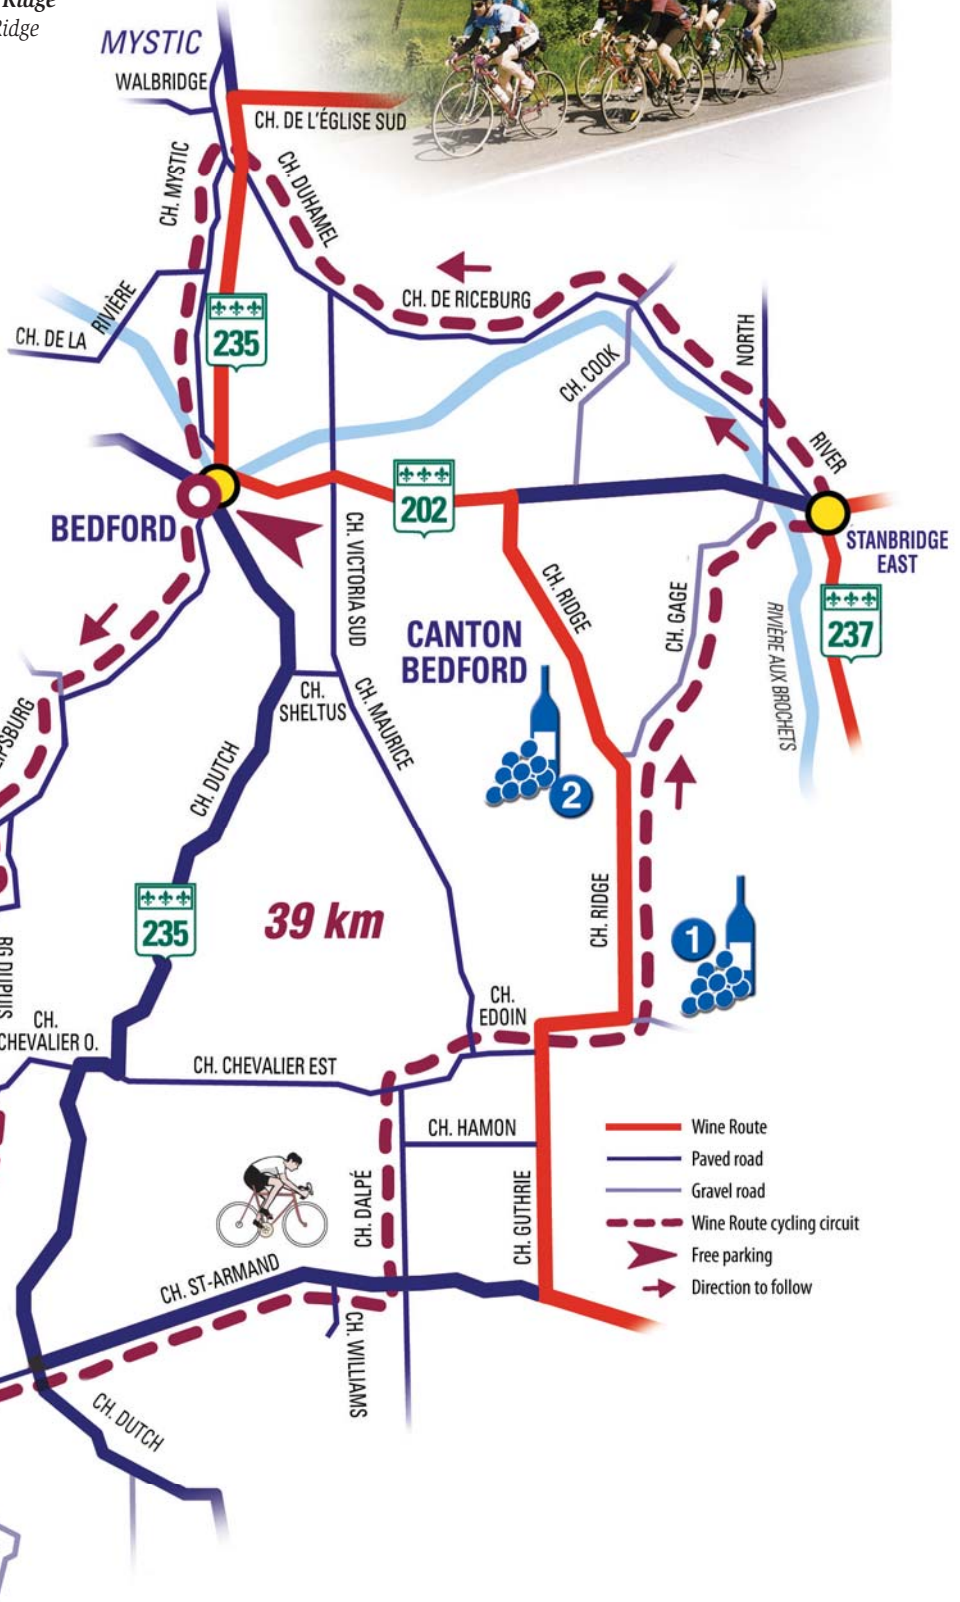 Ridge
Ridge
MYSTIC
WALBRIDGE
CH. DE L'ÉGLISE SUD
CH. MYSTIC
CH. DUHAMEL
CH. DE LA RIVIÈRE
CH. DE RICEBURG
235
NORTH
CH. COOK
RIVER
202
BEDFORD
STANBRIDGE
EAST
CH. VICTORIA SUD
CH. RIDGE
CH. GAGE
237
RIVIÈRE AUX BROCHETS
CANTON
BEDFORD
CH.
SHELTUS
CH. MAURICE
CH. DUTCH
2
CH. RIDGE
1
235
39 km
RG DUPUIS
CH.
EDOIN
CH.
CHEVALIER O.
CH. CHEVALIER EST
CH. HAMON
CH. DALPÉ
CH. GUTHRIE
Wine Route
Paved road
Gravel road
Wine Route cycling circuit
Free parking
Direction to follow
CH. ST-ARMAND
CH. WILLIAMS
CH. DUTCH